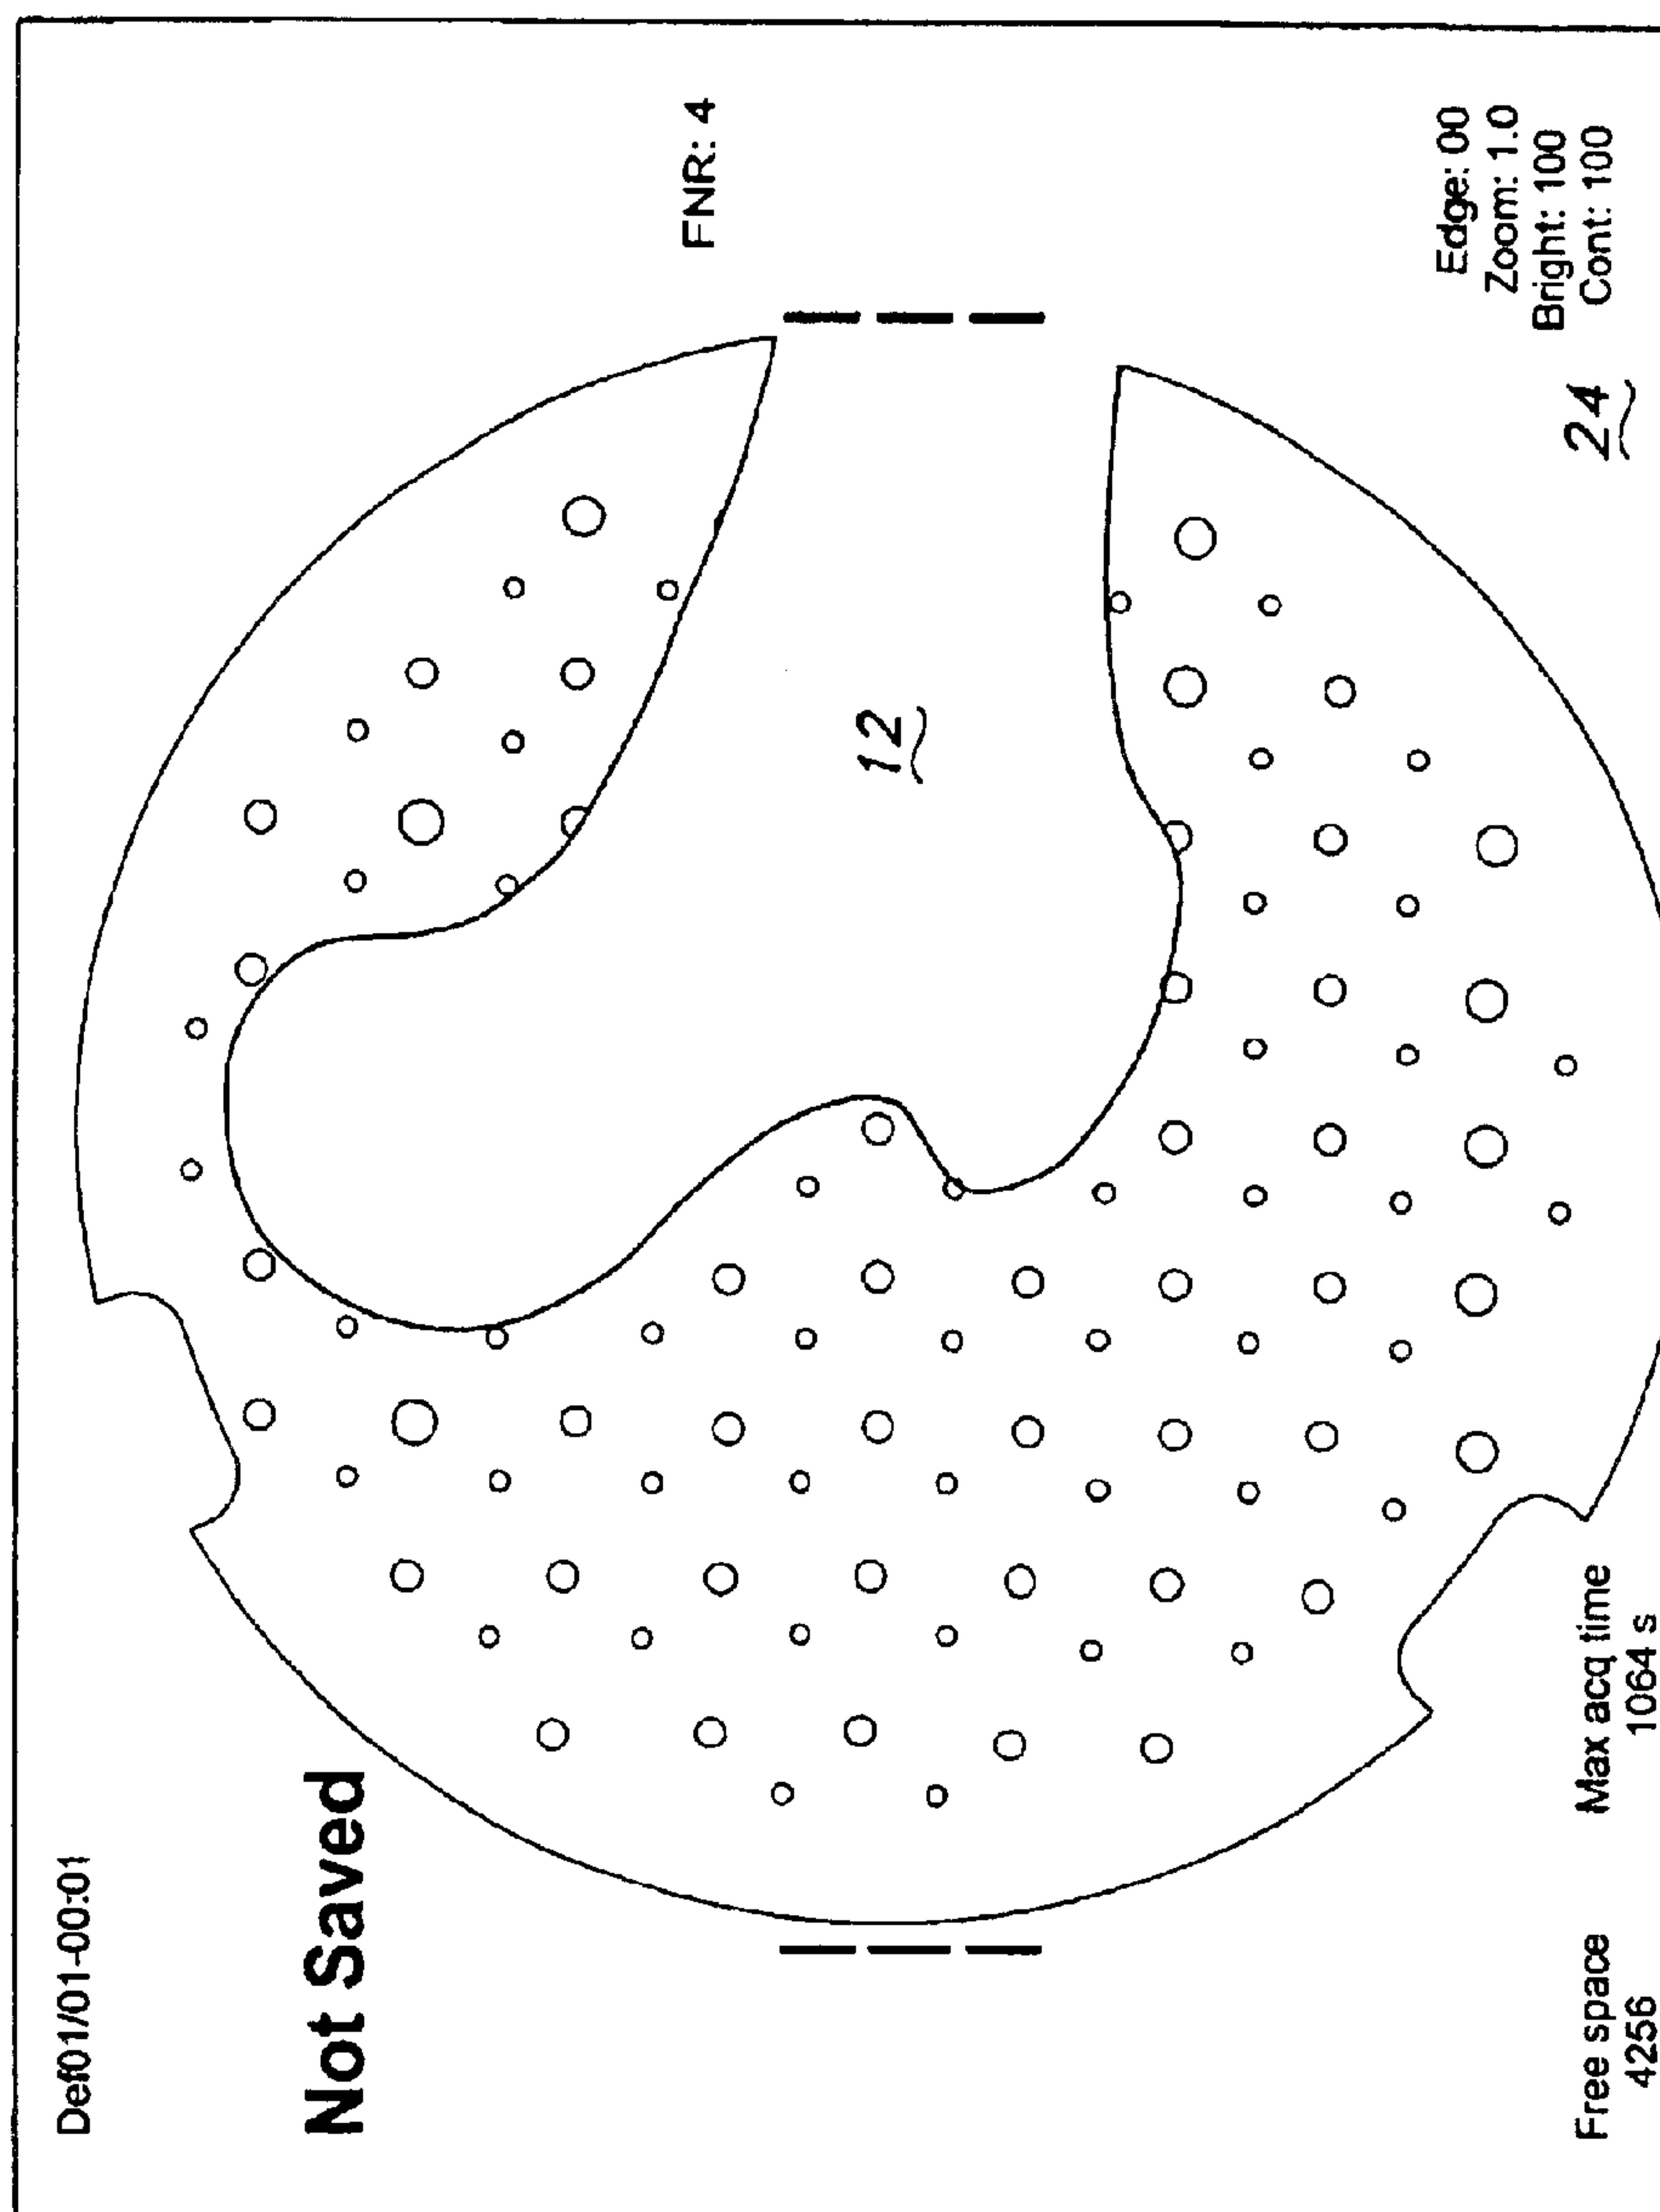 Def01/01-00:01
Not Saved
FNR: 4
12
24
Edge: 00
Zoom: 1.0
Bright: 100
Cont: 100
Free space
4256
Max acq time
1064 s